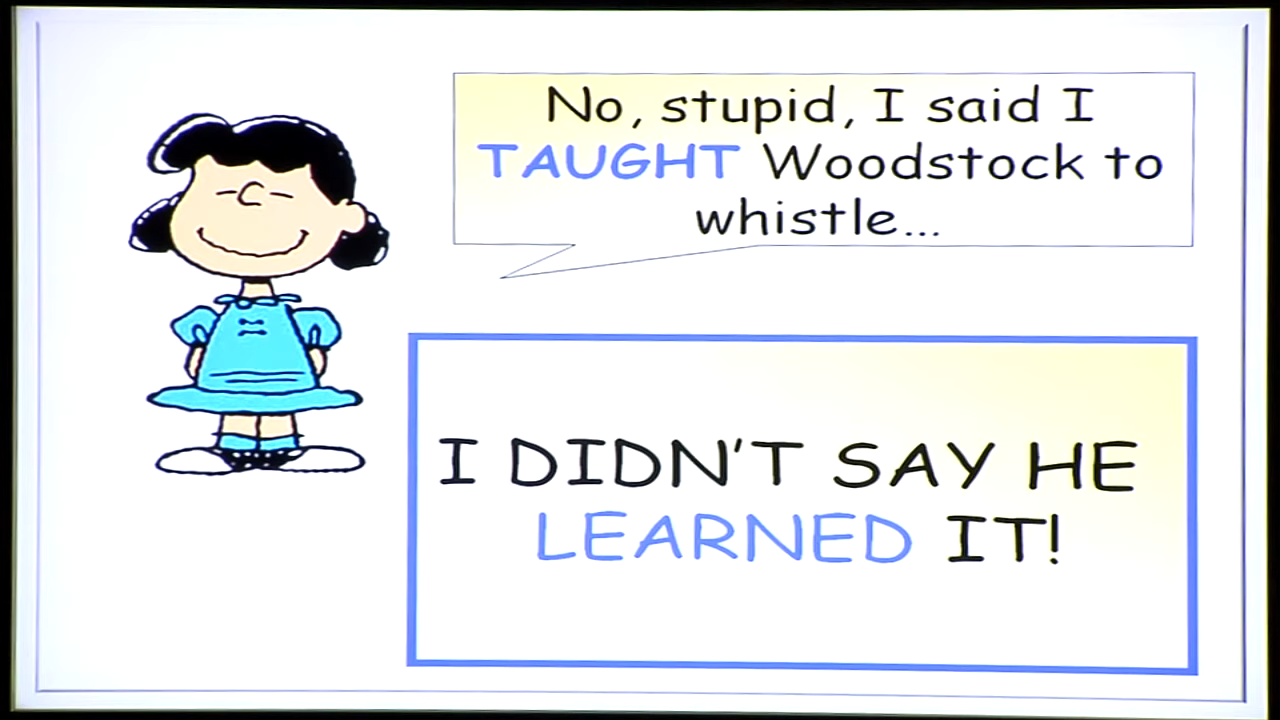 No, stupid, I said I
TAUGHT Woodstock to
whistle...
I DIDN'T SAY HE
LEARNED IT!